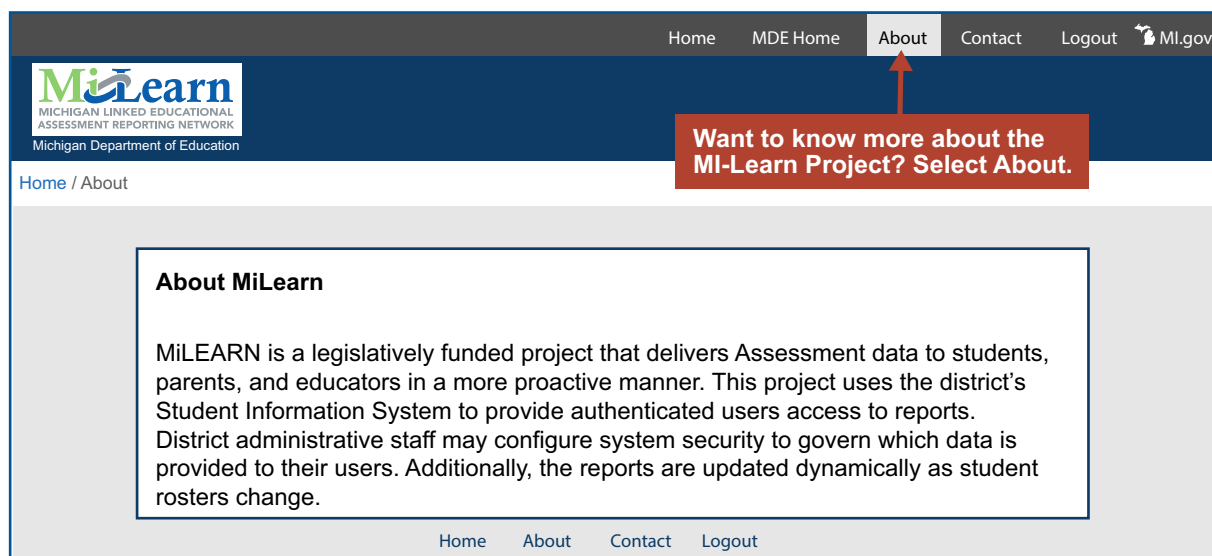 Home MDE Home About Contact Logout MI.gov
MiLearn
MICHIGAN LINKED EDUCATIONAL
ASSESSMENT REPORTING NETWORK
Michigan Department of Education
Want to know more about the
MI-Learn Project? Select About.
Home / About
About MiLearn
MiLEARN is a legislatively funded project that delivers Assessment data to students,
parents, and educators in a more proactive manner. This project uses the district’s
Student Information System to provide authenticated users access to reports.
District administrative staff may configure system security to govern which data is
provided to their users. Additionally, the reports are updated dynamically as student
rosters change.
Home About Contact Logout